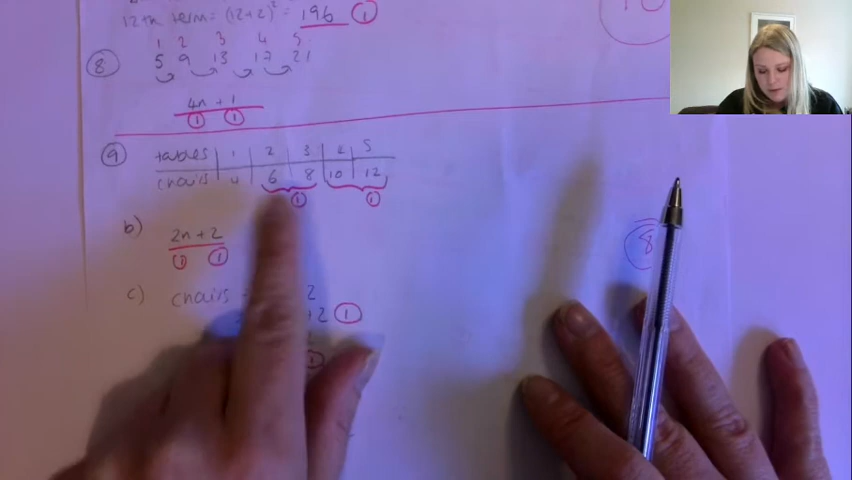 12th term = (12+2)² = 196 ①
1 2 3 4 5
⑧ 5 9 13 17 21
4n + 1
① ①
⑨ tables 1 2 3 4 5
chairs 4 6 8 10 12
① ①
b) 2n + 2
① ①
c) chairs 2
+ 2 ①
8